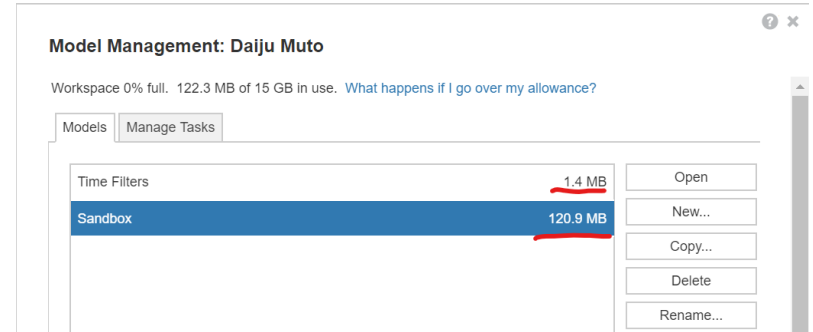 Model Management: Daiju Muto
Workspace 0% full. 122.3 MB of 15 GB in use. What happens if I go over my allowance?
Models Manage Tasks
Time Filters 1.4 MB
Sandbox 120.9 MB
Open
New...
Copy...
Delete
Rename...